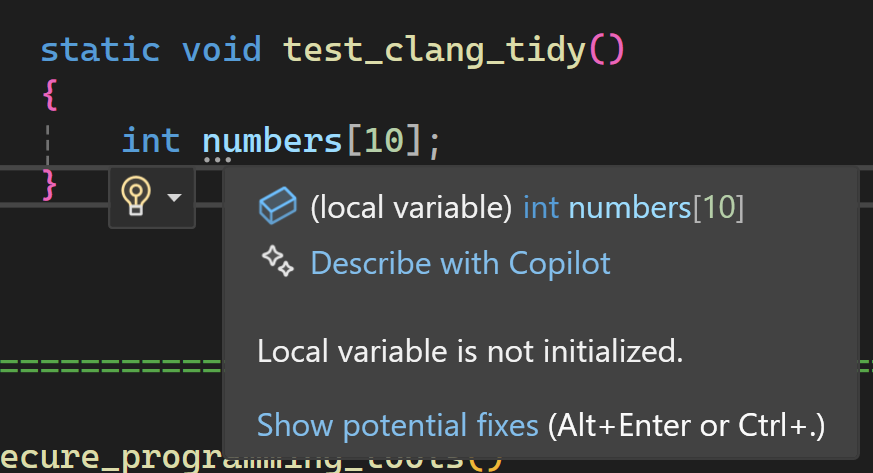 static void test_clang_tidy()
{
int numbers[10];
}
(local variable) int numbers[10]
Describe with Copilot
Local variable is not initialized.
=============
Show potential fixes (Alt+Enter or Ctrl+.)
ecure_programming_tools()